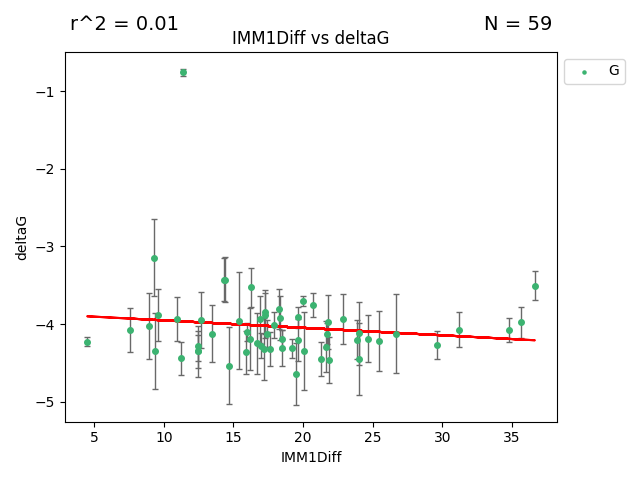 r^2 = 0.01
N = 59
IMM1Diff vs deltaG
G
−1
−2
−3
−4
−5
deltaG
5 10 15 20 25 30 35
IMM1Diff